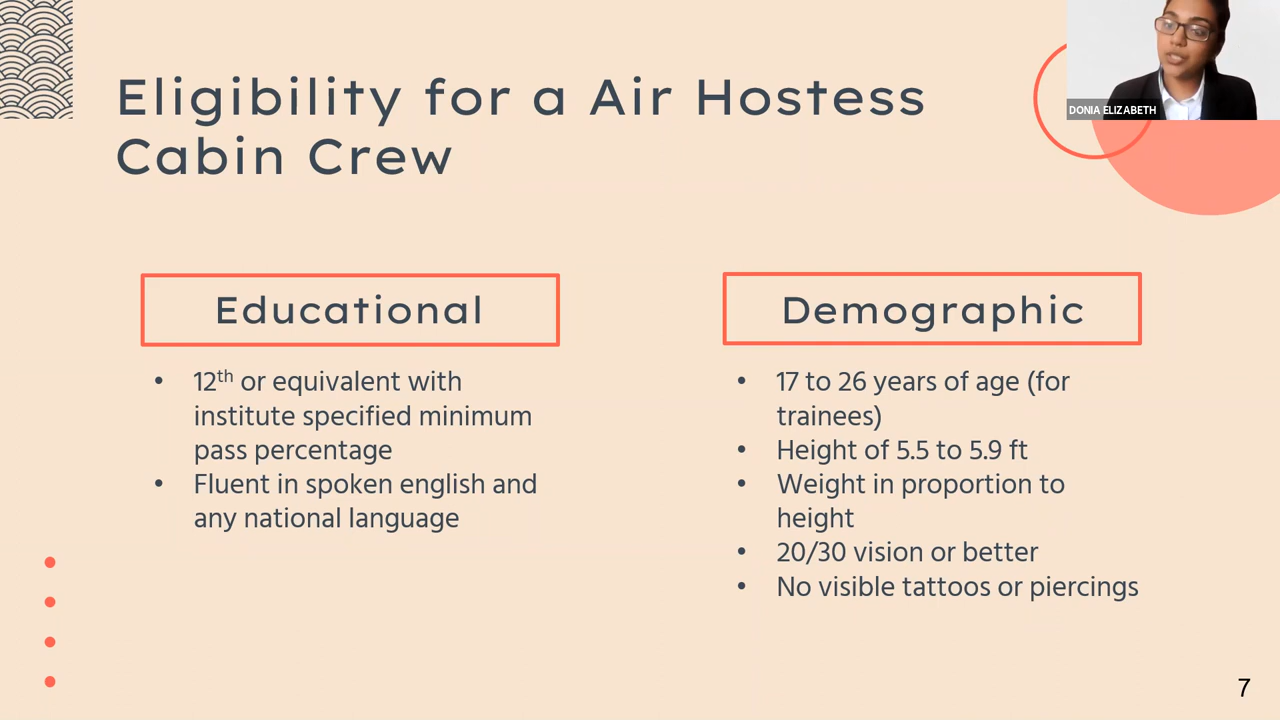 Eligibility for a Air Hostess
Cabin Crew
DONIA ELIZABETH
Educational
• 12th or equivalent with
institute specified minimum
pass percentage
• Fluent in spoken english and
any national language
Demographic
• 17 to 26 years of age (for
trainees)
• Height of 5.5 to 5.9 ft
• Weight in proportion to
height
• 20/30 vision or better
• No visible tattoos or piercings
7